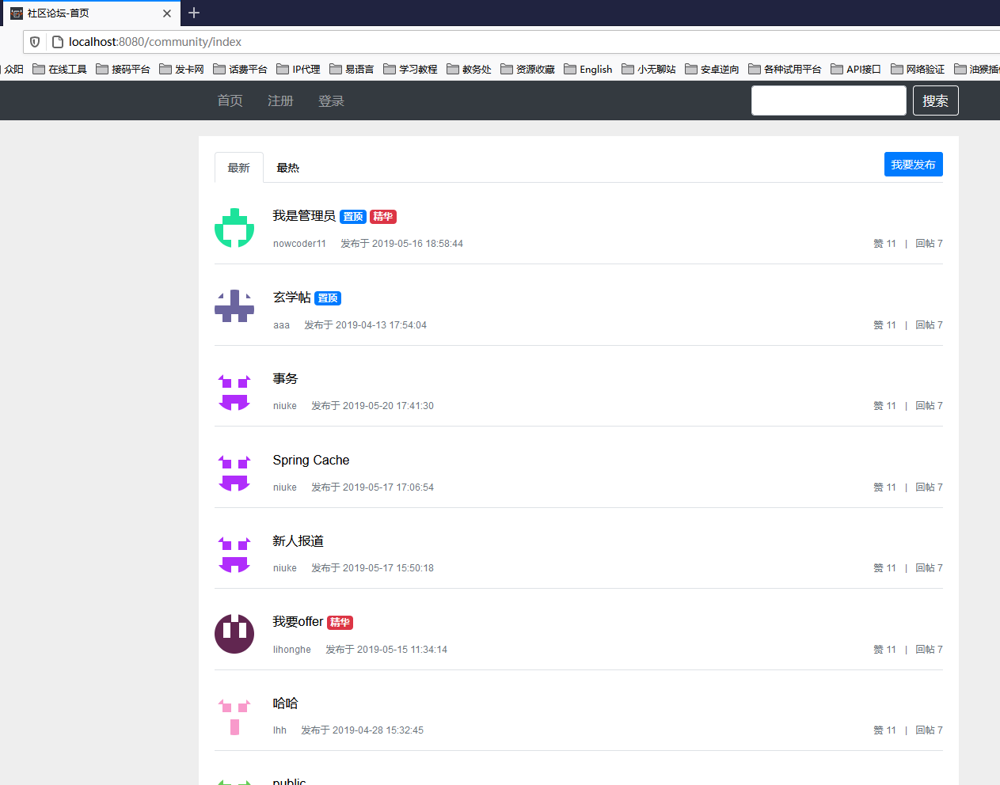 社区论坛-首页
localhost:8080/community/index
众阳 在线工具 接码平台 发卡网 话费平台 IP代理 易语言 学习教程 教务处 资源收藏 English 小无聊站 安卓逆向 各种试用平台 API接口 网络验证 油猴插
首页 注册 登录 搜索
最新 最热 我要发布
我是管理员 置顶 精华
nowcoder11 发布于 2019-05-16 18:58:44 赞 11 | 回帖 7
玄学帖 置顶
aaa 发布于 2019-04-13 17:54:04 赞 11 | 回帖 7
事务
niuke 发布于 2019-05-20 17:41:30 赞 11 | 回帖 7
Spring Cache
niuke 发布于 2019-05-17 17:06:54 赞 11 | 回帖 7
新人报道
niuke 发布于 2019-05-17 15:50:18 赞 11 | 回帖 7
我要offer 精华
lihonghe 发布于 2019-05-15 11:34:14 赞 11 | 回帖 7
哈哈
lhh 发布于 2019-04-28 15:32:45 赞 11 | 回帖 7
public